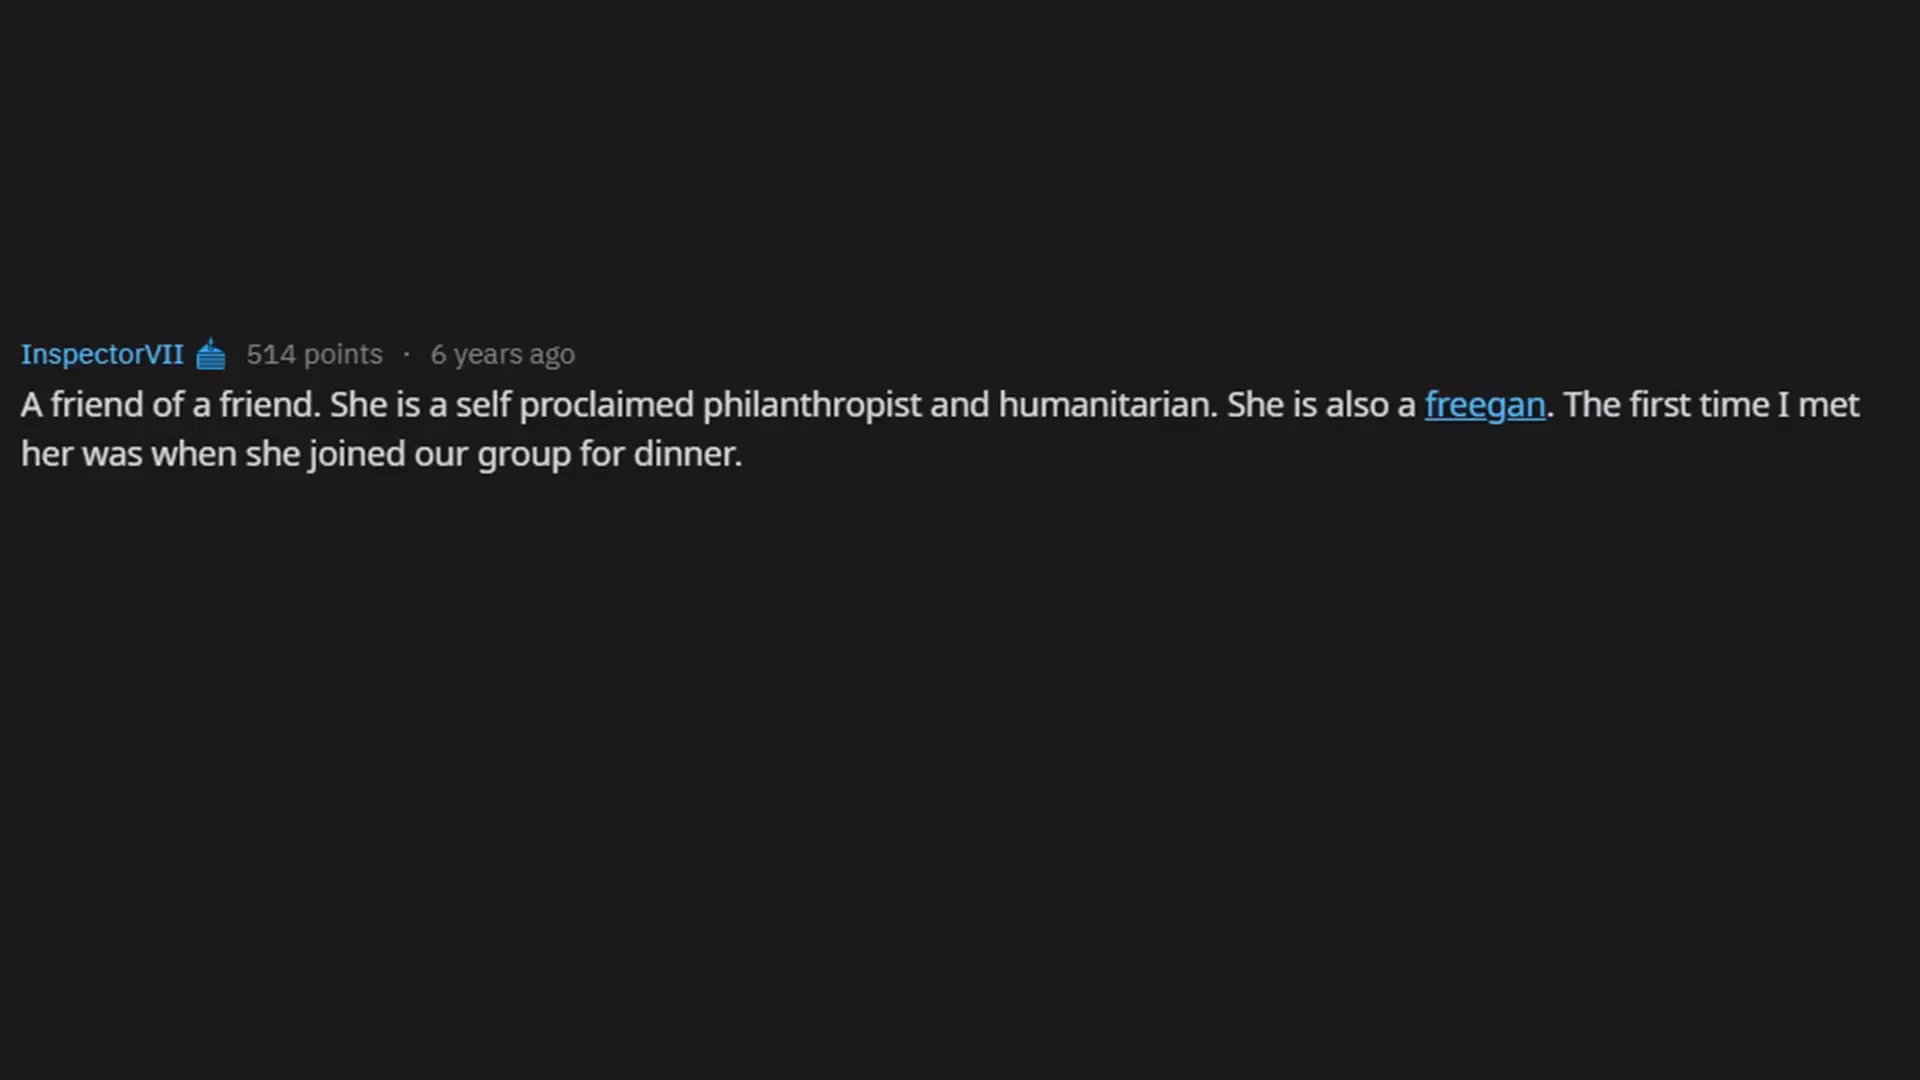 InspectorVII 514 points · 6 years ago
A friend of a friend. She is a self proclaimed philanthropist and humanitarian. She is also a freegan. The first time I met
her was when she joined our group for dinner.